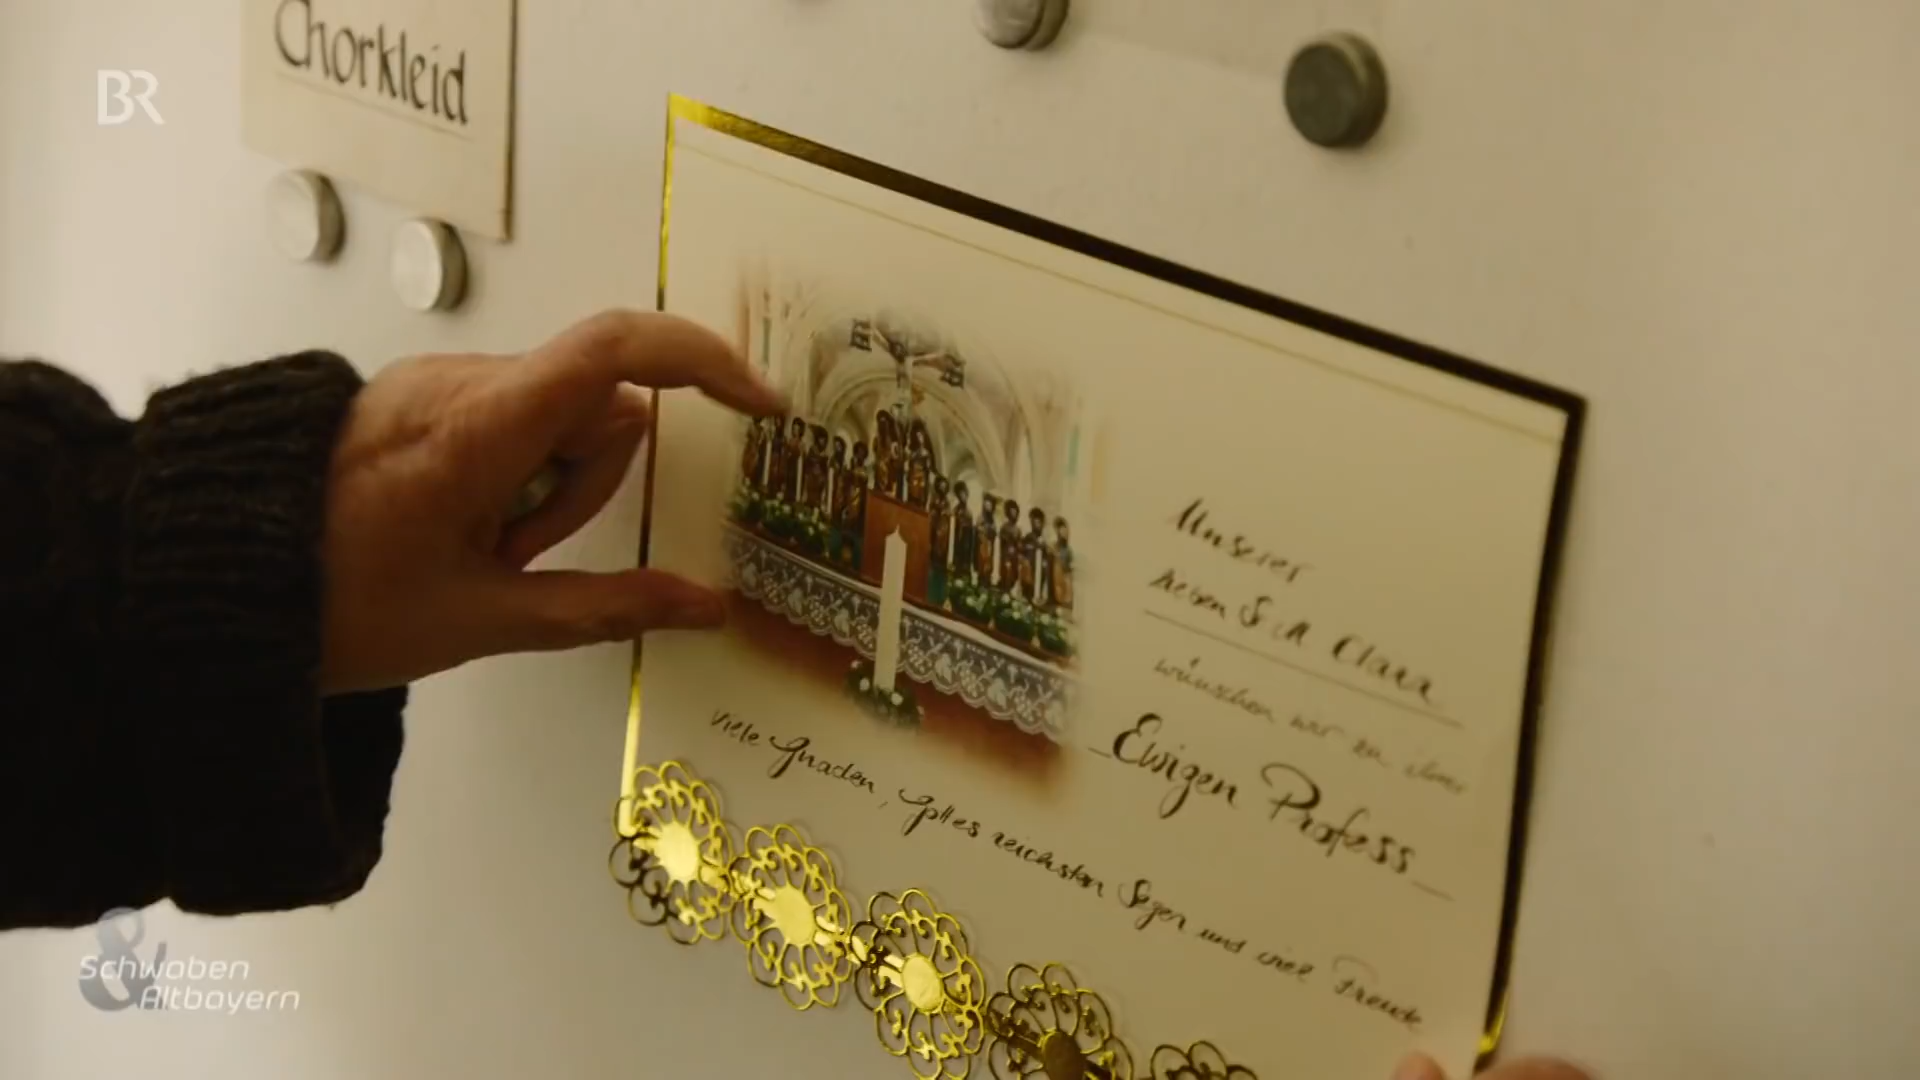 Chorkleid
BR
Unserer
lieben Sr. M. Clara
wünschen wir zu ihrer
Ewigen Profess
Viele Gnaden, Gottes reichsten Segen und viel Freude
Schwaben
& Altbayern